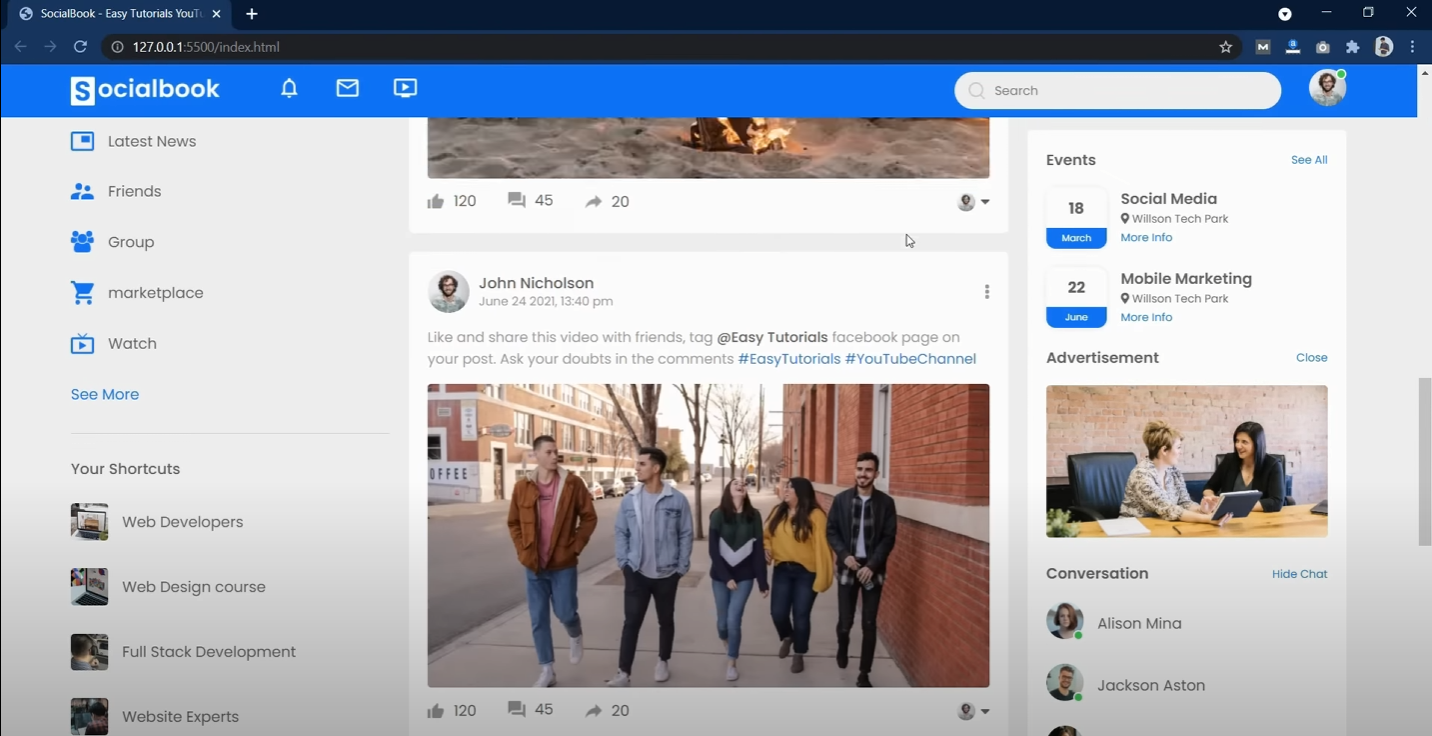 SocialBook - Easy Tutorials YouTu
127.0.0.1:5500/index.html
Socialbook
Search
Latest News
Friends
Group
marketplace
Watch
See More
Your Shortcuts
Web Developers
Web Design course
Full Stack Development
Website Experts
120
45
20
John Nicholson
June 24 2021, 13:40 pm
Like and share this video with friends, tag @Easy Tutorials facebook page on
your post. Ask your doubts in the comments #EasyTutorials #YouTubeChannel
OFFEE
120
45
20
Events
See All
18
March
Social Media
Willson Tech Park
More Info
22
June
Mobile Marketing
Willson Tech Park
More Info
Advertisement
Close
Conversation
Hide Chat
Alison Mina
Jackson Aston